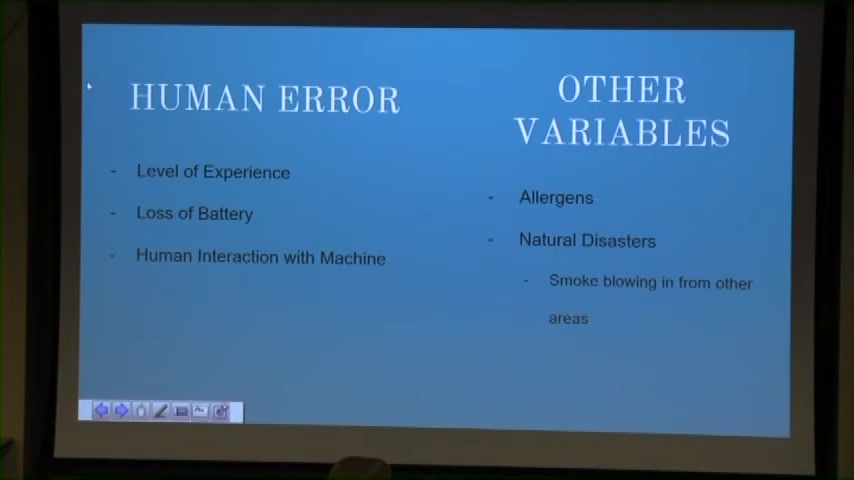 HUMAN ERROR
- Level of Experience
- Loss of Battery
- Human Interaction with Machine
OTHER
VARIABLES
- Allergens
- Natural Disasters
- Smoke blowing in from other
areas